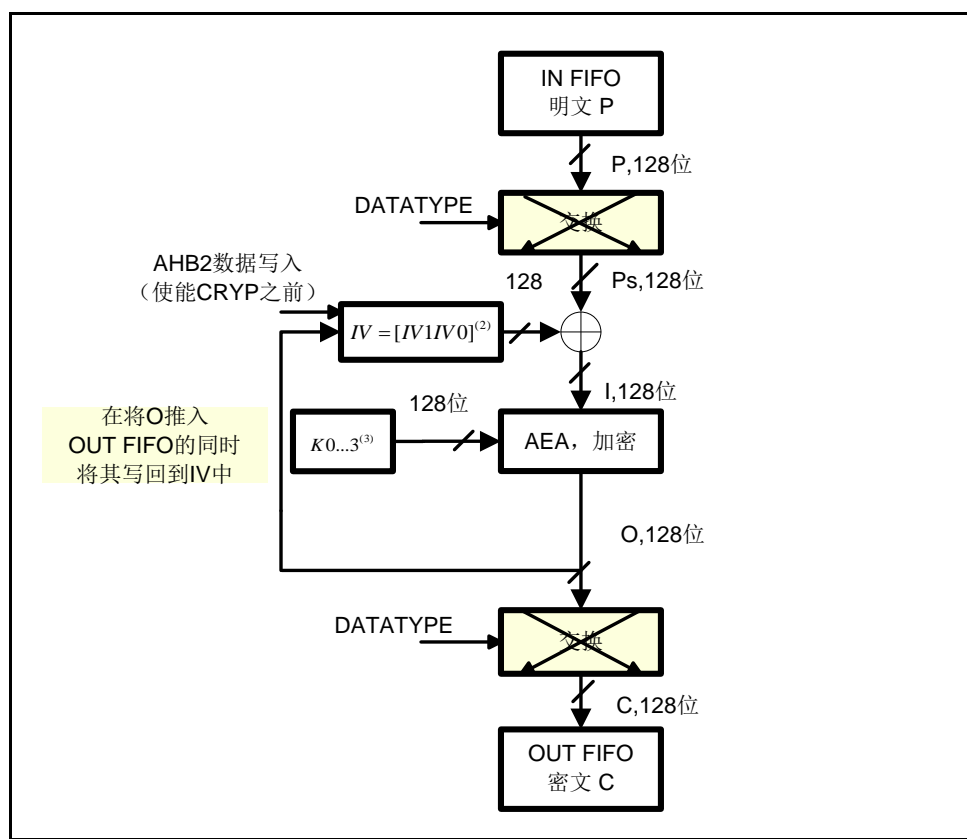 IN FIFO
明文 P
P,128位
DATATYPE
交换
AHB2数据写入
（使能CRYP之前）
128
Ps,128位
IV = [IV1IV0](2)
I,128位
128位
在将O推入
OUT FIFO的同时
将其写回到IV中
K0...3(3)
AEA，加密
O,128位
DATATYPE
交换
C,128位
OUT FIFO
密文 C